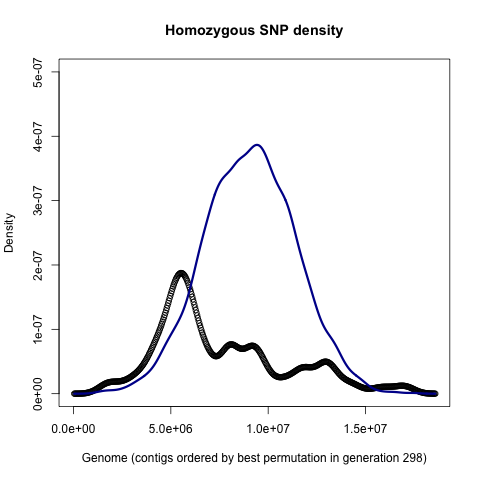 Homozygous SNP density
5e-07
4e-07
3e-07
2e-07
1e-07
0e+00
Density
0.0e+00 5.0e+06 1.0e+07 1.5e+07
Genome (contigs ordered by best permutation in generation 298)